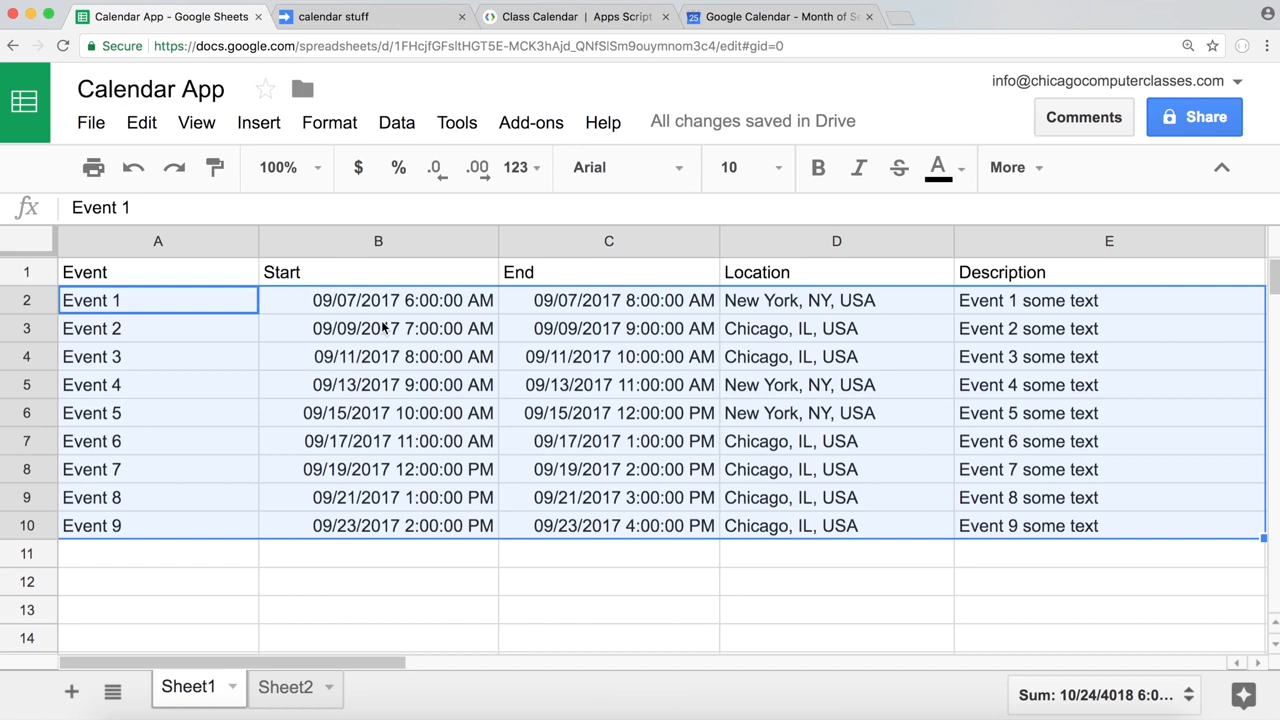 Calendar App - Google Sheets
calendar stuff
Class Calendar | Apps Script
25 Google Calendar - Month of Se
Secure https://docs.google.com/spreadsheets/d/1FHcjfGFsltHGT5E-MCK3hAjd_QNfSlSm9ouymnom3c4/edit#gid=0
Calendar App
info@chicagocomputerclasses.com
File Edit View Insert Format Data Tools Add-ons Help All changes saved in Drive
Comments Share
100% $ % .0 .00 123 Arial 10 B I S A More
fx Event 1
A B C D E
1 Event Start End Location Description
2 Event 1 09/07/2017 6:00:00 AM 09/07/2017 8:00:00 AM New York, NY, USA Event 1 some text
3 Event 2 09/09/2017 7:00:00 AM 09/09/2017 9:00:00 AM Chicago, IL, USA Event 2 some text
4 Event 3 09/11/2017 8:00:00 AM 09/11/2017 10:00:00 AM Chicago, IL, USA Event 3 some text
5 Event 4 09/13/2017 9:00:00 AM 09/13/2017 11:00:00 AM New York, NY, USA Event 4 some text
6 Event 5 09/15/2017 10:00:00 AM 09/15/2017 12:00:00 PM New York, NY, USA Event 5 some text
7 Event 6 09/17/2017 11:00:00 AM 09/17/2017 1:00:00 PM Chicago, IL, USA Event 6 some text
8 Event 7 09/19/2017 12:00:00 PM 09/19/2017 2:00:00 PM Chicago, IL, USA Event 7 some text
9 Event 8 09/21/2017 1:00:00 PM 09/21/2017 3:00:00 PM Chicago, IL, USA Event 8 some text
10 Event 9 09/23/2017 2:00:00 PM 09/23/2017 4:00:00 PM Chicago, IL, USA Event 9 some text
11
12
13
14
Sheet1 Sheet2 Sum: 10/24/4018 6:0...